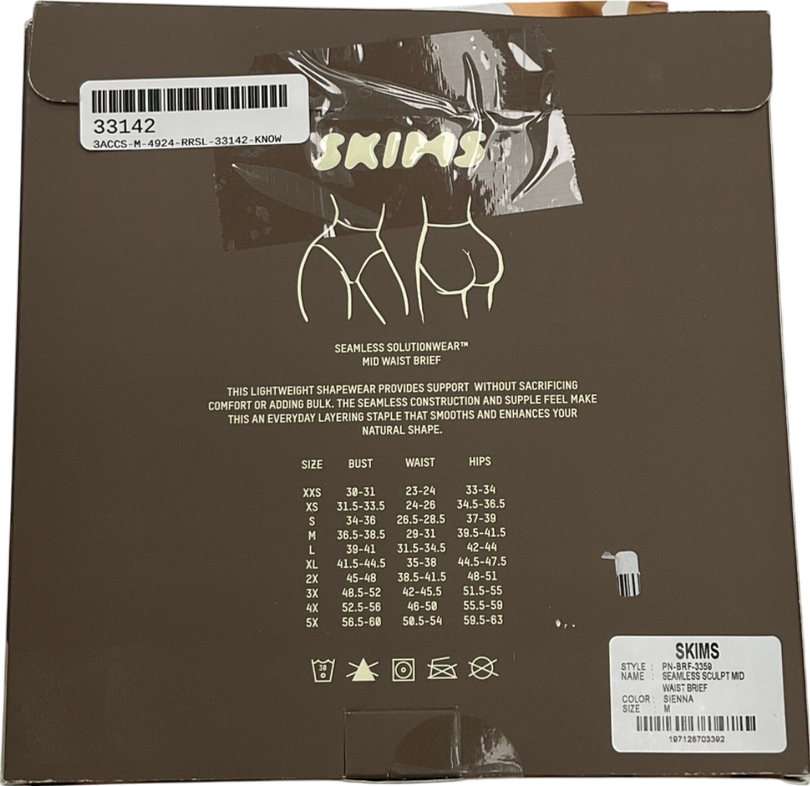 33142
3ACCS-M-4924-RRSL-33142-KNOW
SKIMS
SEAMLESS SOLUTIONWEAR™
MID WAIST BRIEF
THIS LIGHTWEIGHT SHAPEWEAR PROVIDES SUPPORT WITHOUT SACRIFICING
COMFORT OR ADDING BULK. THE SEAMLESS CONSTRUCTION AND SUPPLE FEEL MAKE
THIS AN EVERYDAY LAYERING STAPLE THAT SMOOTHS AND ENHANCES YOUR
NATURAL SHAPE.
SIZE BUST WAIST HIPS
XXS 30-31 23-24 33-34
XS 31.5-33.5 24-26 34.5-36.5
S 34-36 26.5-28.5 37-39
M 36.5-38.5 29-31 39.5-41.5
L 39-41 31.5-34.5 42-44
XL 41.5-44.5 35-38 44.5-47.5
2X 45-48 38.5-41.5 48-51
3X 48.5-52 42-45.5 51.5-55
4X 52.5-56 46-50 55.5-59
5X 56.5-60 50.5-54 59.5-63
30
SKIMS
STYLE : PN-BRF-3359
NAME : SEAMLESS SCULPT MID
WAIST BRIEF
COLOR : SIENNA
SIZE : M
197128703392